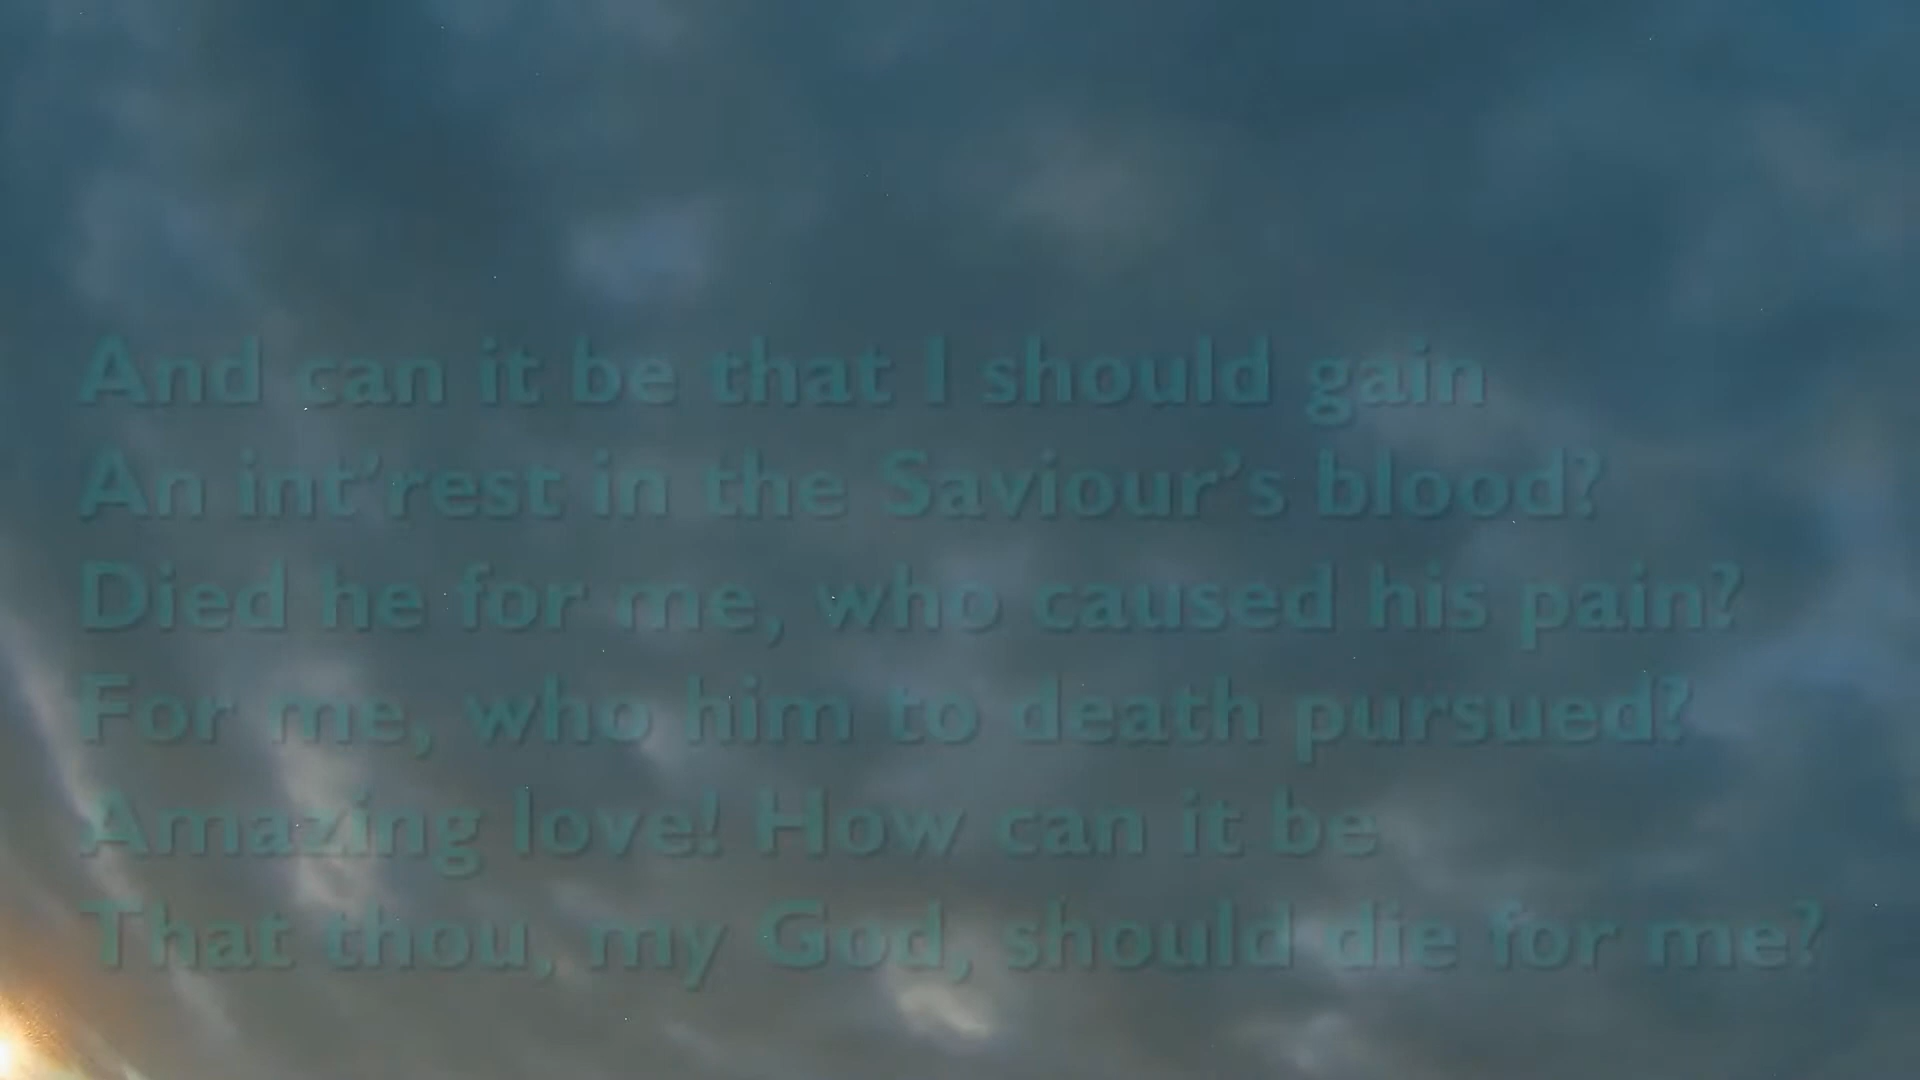 And can it be that I should gain
An int’rest in the Saviour’s blood?
Died he for me, who caused his pain?
For me, who him to death pursued?
Amazing love! How can it be
That thou, my God, should die for me?